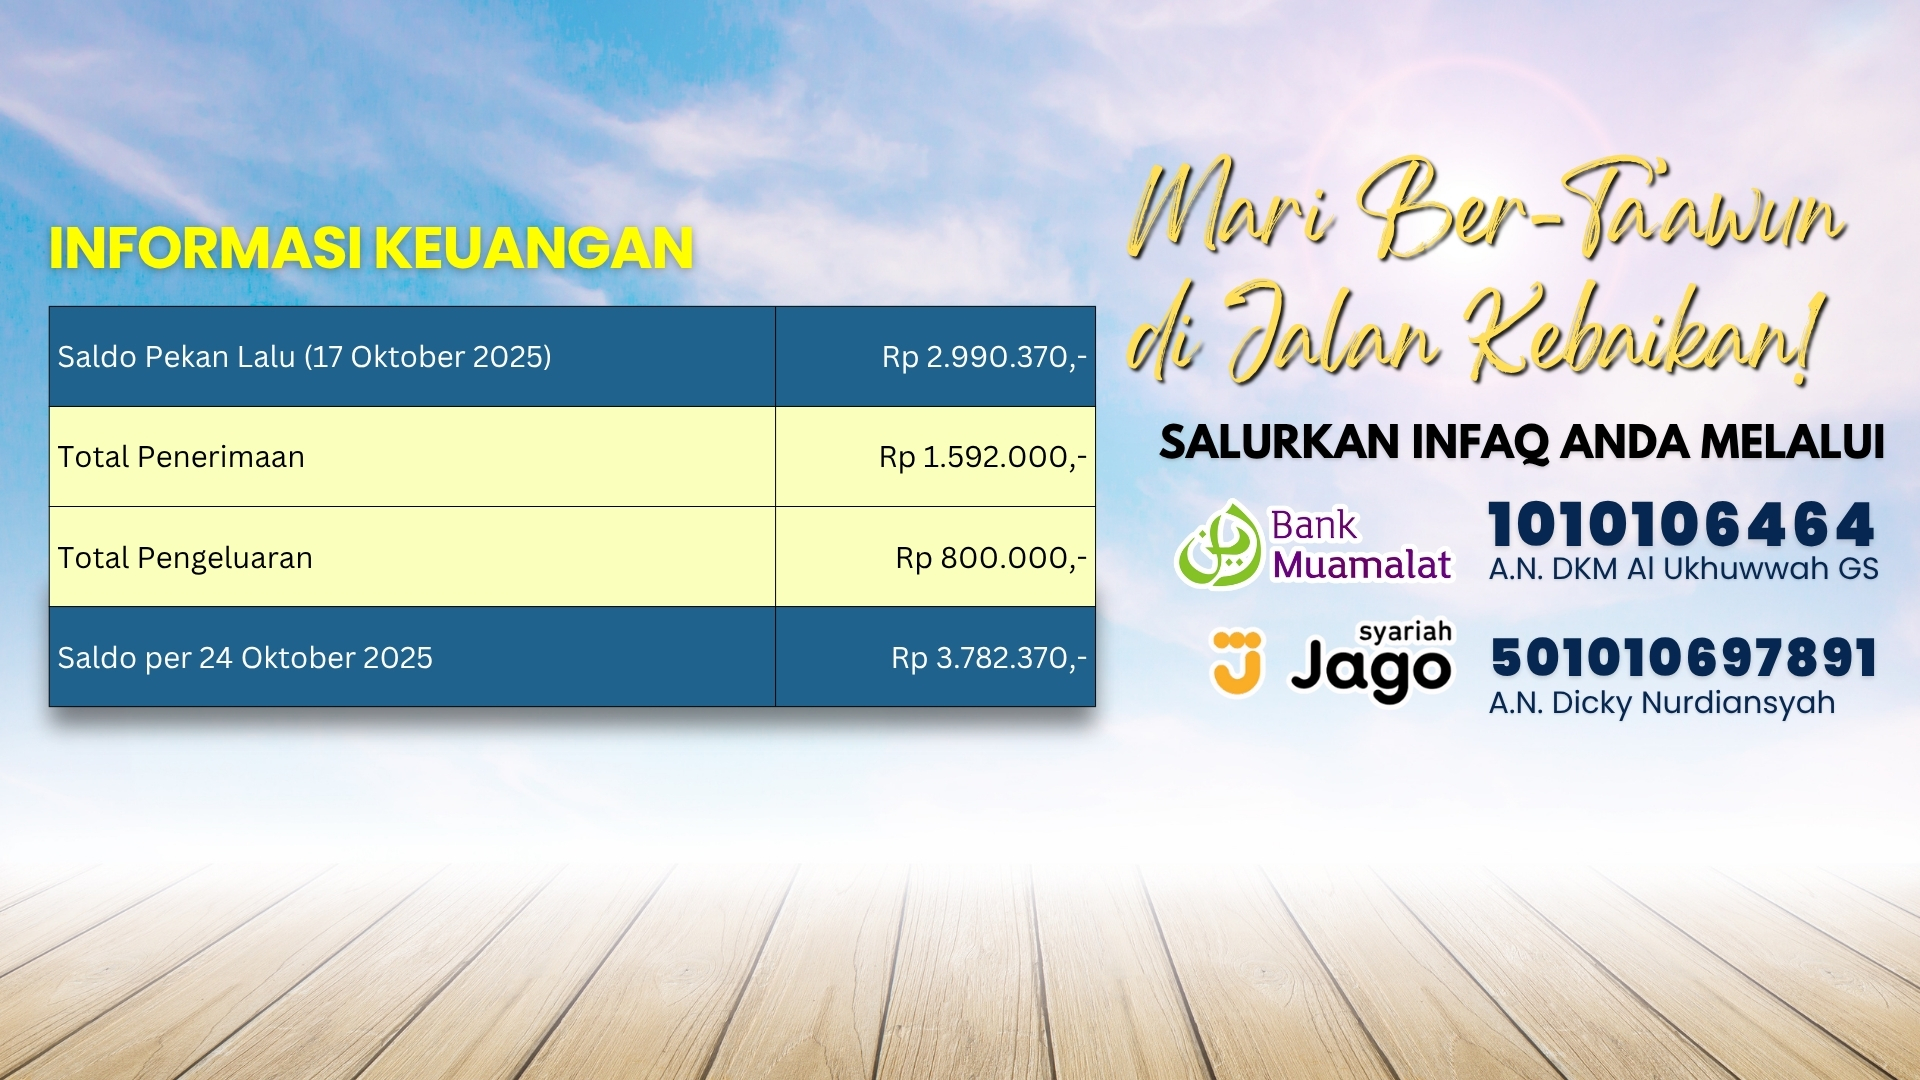 INFORMASI KEUANGAN
Saldo Pekan Lalu (17 Oktober 2025) Rp 2.990.370,-
Total Penerimaan Rp 1.592.000,-
Total Pengeluaran Rp 800.000,-
Saldo per 24 Oktober 2025 Rp 3.782.370,-
Mari Ber-Ta'awun
di Jalan Kebaikan!
SALURKAN INFAQ ANDA MELALUI
Bank
Muamalat
1010106464
A.N. DKM Al Ukhuwwah GS
syariah
Jago
501010697891
A.N. Dicky Nurdiansyah